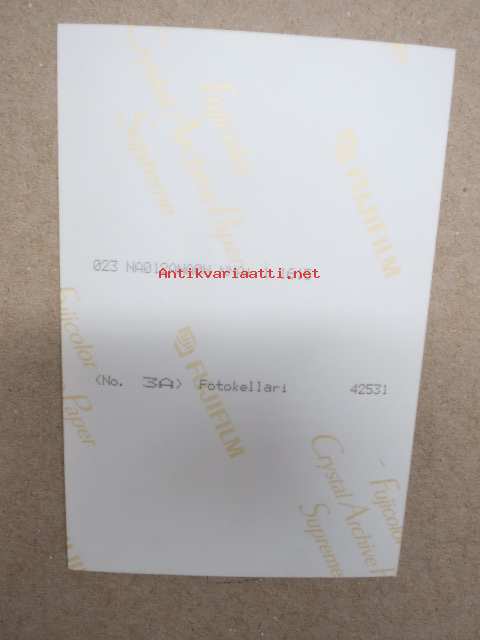 Fujicolor
Crystal Archive Paper
Supreme
FUJIFILM
023
Antikvariaatti.net
Fujicolor
Paper
FUJIFILM
(No. 3A) Fotokellari 42531
Fujicolor
Crystal Archive
Supreme